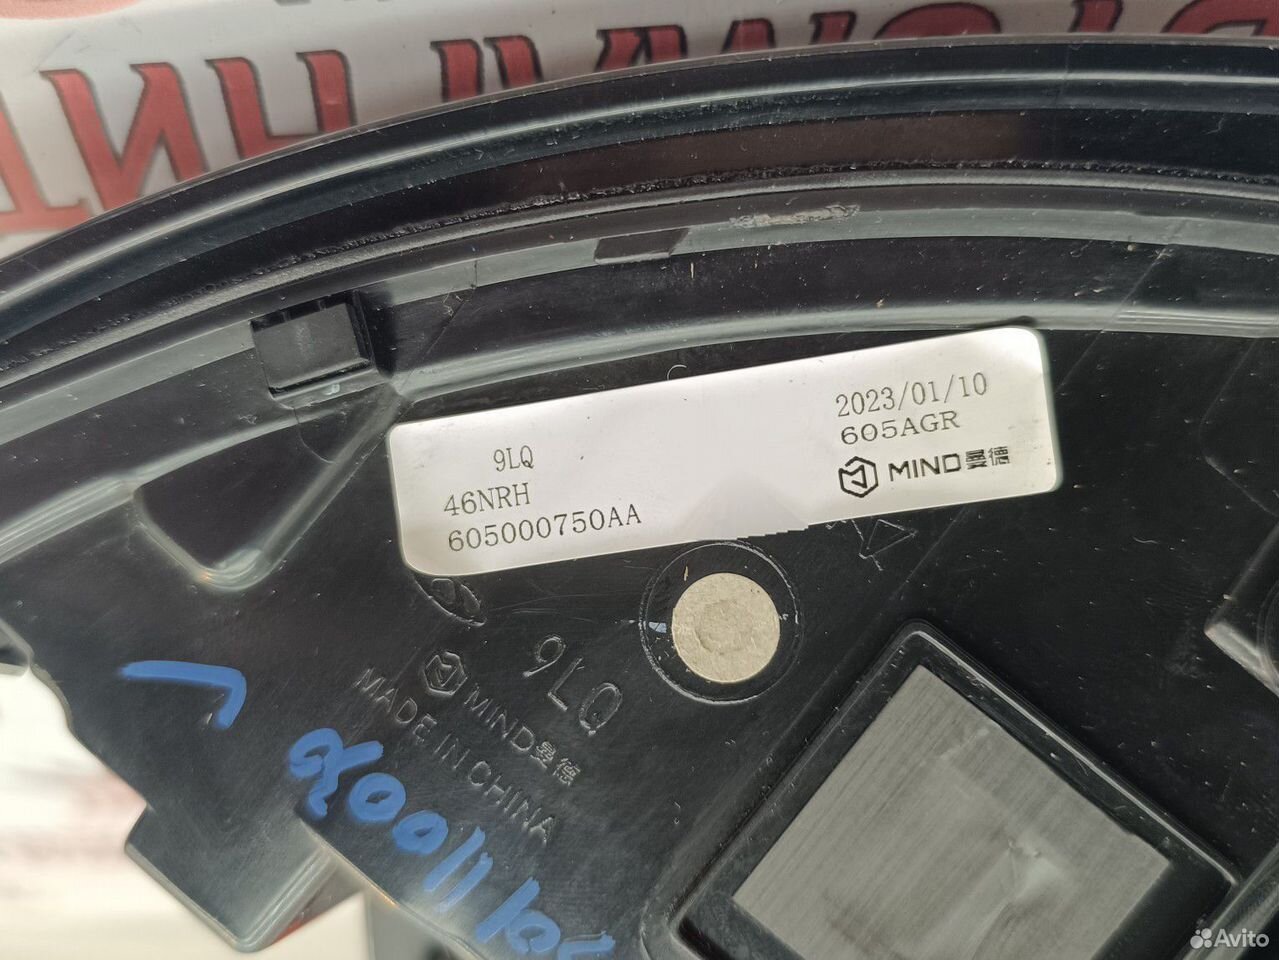 9LQ
46NRH
605000750AA
2023/01/10
605AGR
MIND曼德
9LQ
MIND曼德
MADE IN CHINA
Avito